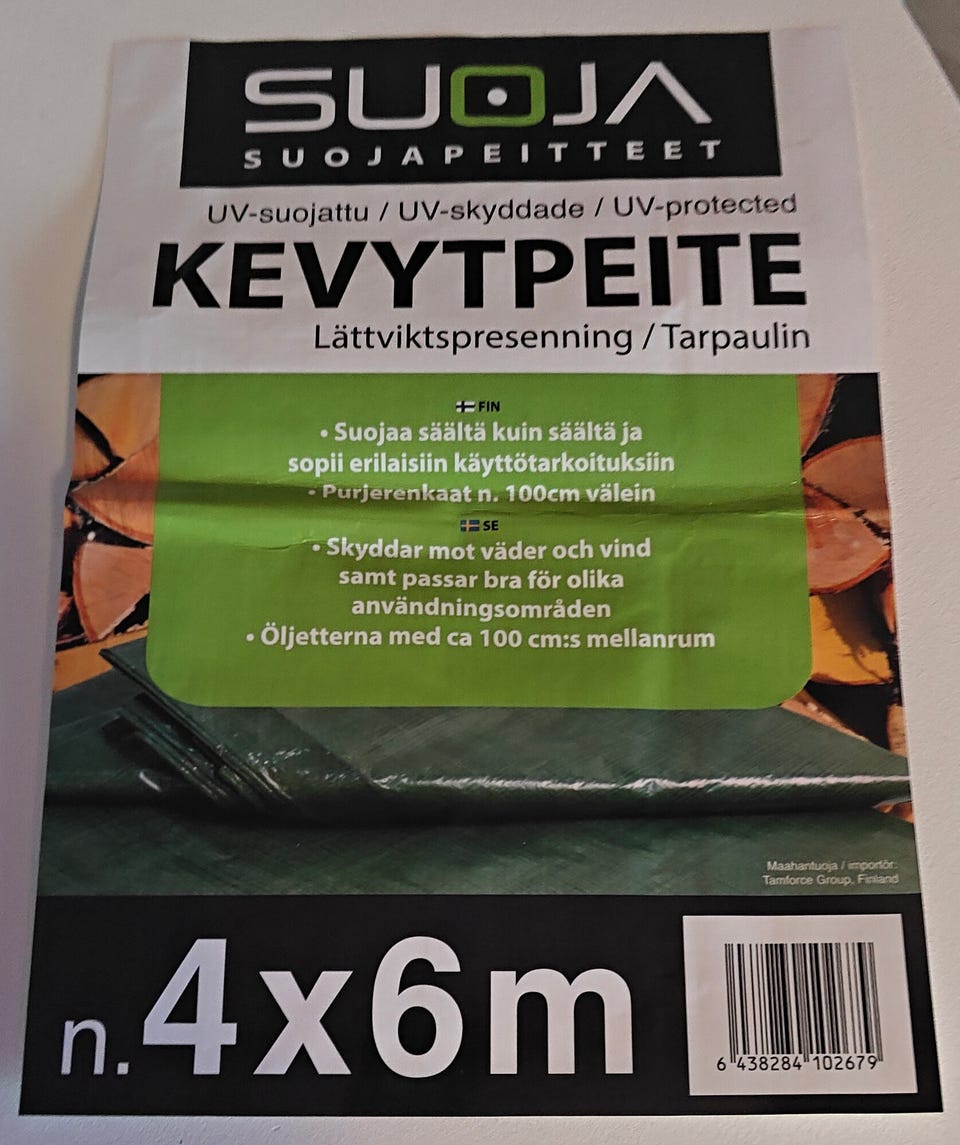 SUOJA
SUOJAPEITTEET
UV-suojattu / UV-skyddade / UV-protected
KEVYTPEITE
Lättviktspresenning / Tarpaulin
FIN
• Suojaa säältä kuin säältä ja
sopii erilaisiin käyttötarkoituksiin
• Purjerenkaat n. 100cm välein
SE
• Skyddar mot väder och vind
samt passar bra för olika
användningsområden
• Öljetterna med ca 100 cm:s mellanrum
Maahantuoja / importör:
Tamforce Group, Finland
n. 4x6m
6 438284 102679